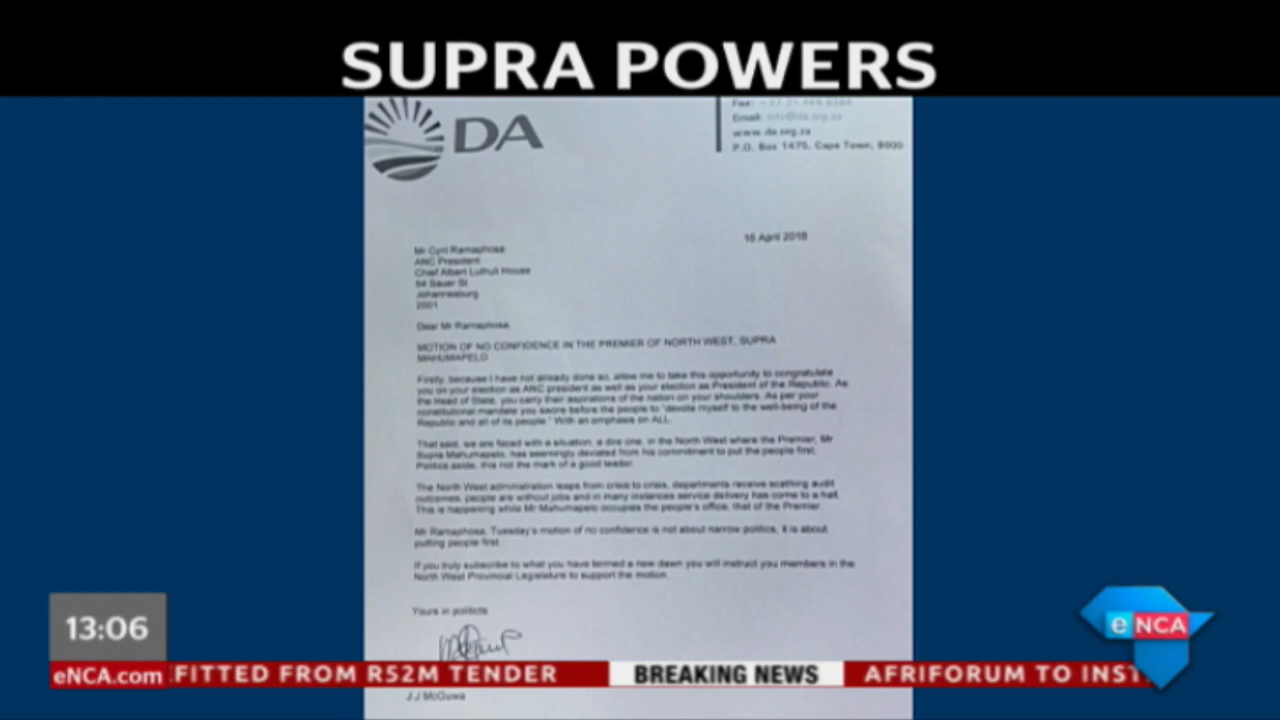 SUPRA POWERS
DA
Fax: +27 21
Email: info@da.org.za
www.da.org.za
P.O. Box 1475, Cape Town, 8000
16 April 2018
Mr Cyril Ramaphosa
ANC President
Chief Albert Luthuli House
54 Sauer St
Johannesburg
2001
Dear Mr Ramaphosa,
MOTION OF NO CONFIDENCE IN THE PREMIER OF NORTH WEST, SUPRA
MAHUMAPELO
Firstly, because I have not already done so, allow me to take this opportunity to congratulate
you on your election as ANC president as well as your election as President of the Republic. As
the Head of State, you carry their aspirations of the nation on your shoulders. As per your
constitutional mandate you swore before the people to "devote myself to the well-being of the
Republic and all of its people." With an emphasis on ALL.
That said, we are faced with a situation, a dire one, in the North West where the Premier, Mr
Supra Mahumapelo, has seemingly deviated from his commitment to put the people first.
Politics aside, this not the mark of a good leader.
The North West administration leaps from crisis to crisis, departments receive scathing audit
outcomes, people are without jobs and in many instances service delivery has come to a halt.
This is happening while Mr Mahumapelo occupies the people's office, that of the Premier.
Mr Ramaphosa, Tuesday's motion of no confidence is not about narrow politics, it is about
putting people first.
If you truly subscribe to what you have termed a new dawn you will instruct you members in the
North West Provincial Legislature to support the motion.
Yours in politics
13:06
eNCA
eNCA.com FITTED FROM R52M TENDER BREAKING NEWS AFRIFORUM TO INST
J.J McGuwa